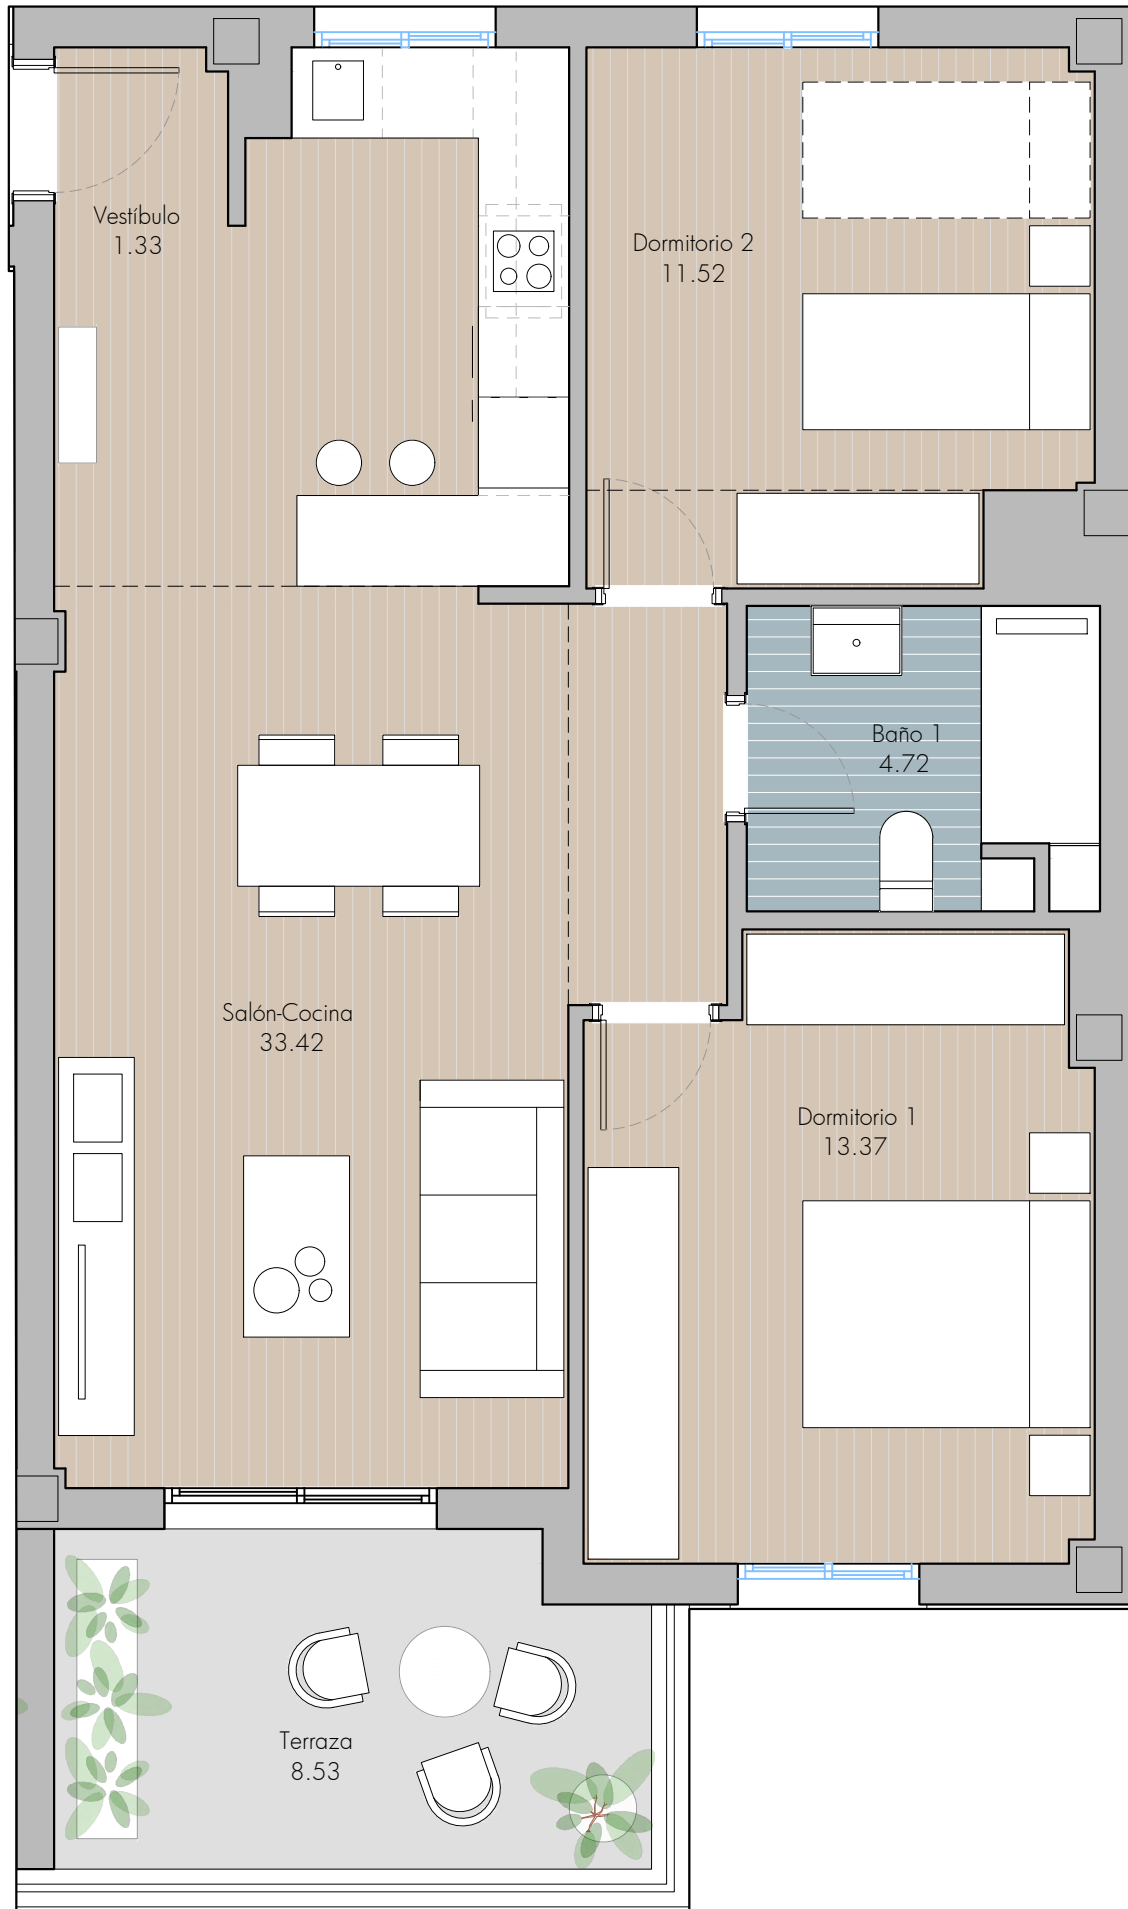 Vestíbulo
1.33
Dormitorio 2
11.52
Baño 1
4.72
Salón-Cocina
33.42
Dormitorio 1
13.37
Terraza
8.53